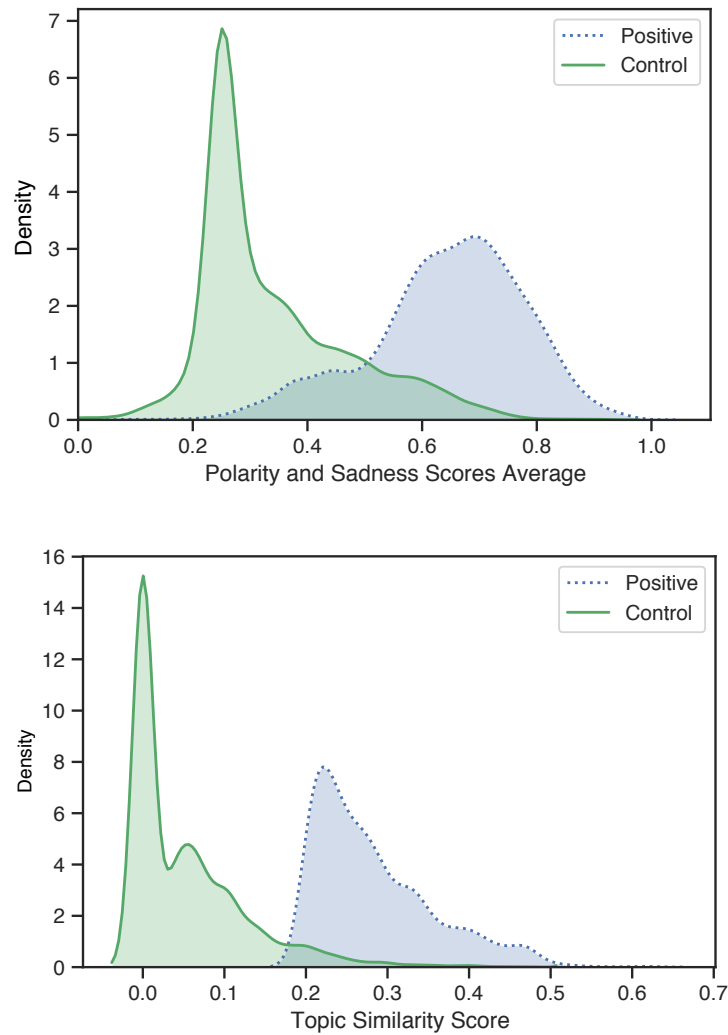 7
6
5
4
3
2
1
0
Density
Positive
Control
0.0 0.2 0.4 0.6 0.8 1.0
Polarity and Sadness Scores Average
16
14
12
10
8
6
4
2
0
Density
Positive
Control
0.0 0.1 0.2 0.3 0.4 0.5 0.6 0.7
Topic Similarity Score